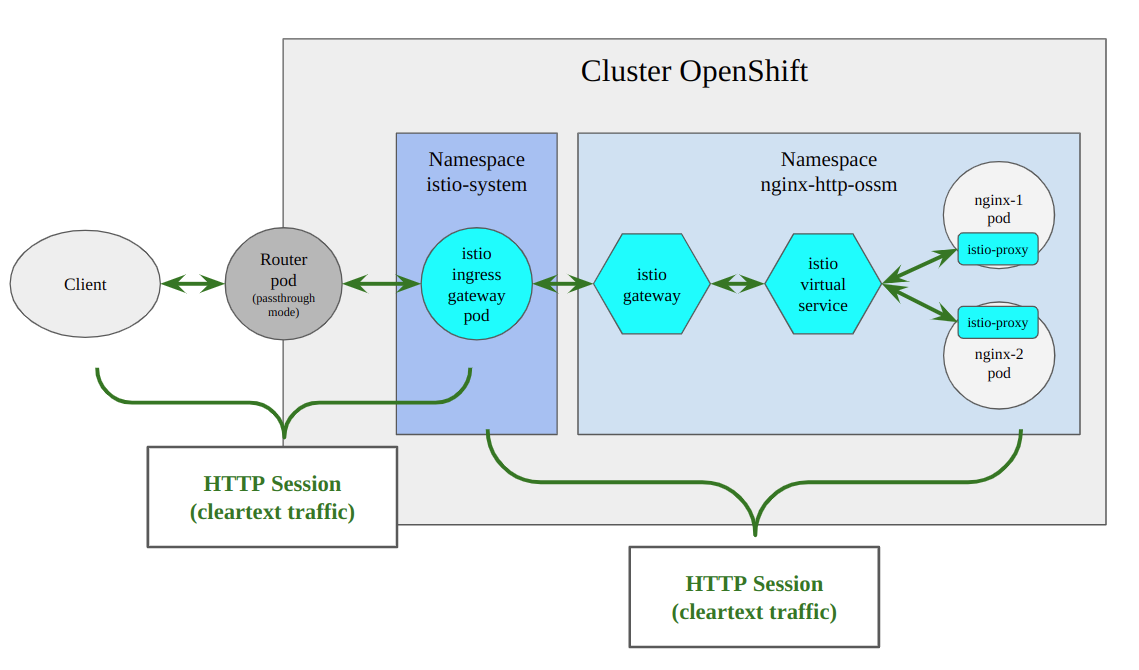 Cluster OpenShift
Namespace
istio-system
Namespace
nginx-http-ossm
Client
Router
pod
(passthrough
mode)
istio
ingress
gateway
pod
istio
gateway
istio
virtual
service
nginx-1
pod
istio-proxy
istio-proxy
nginx-2
pod
HTTP Session
(cleartext traffic)
HTTP Session
(cleartext traffic)